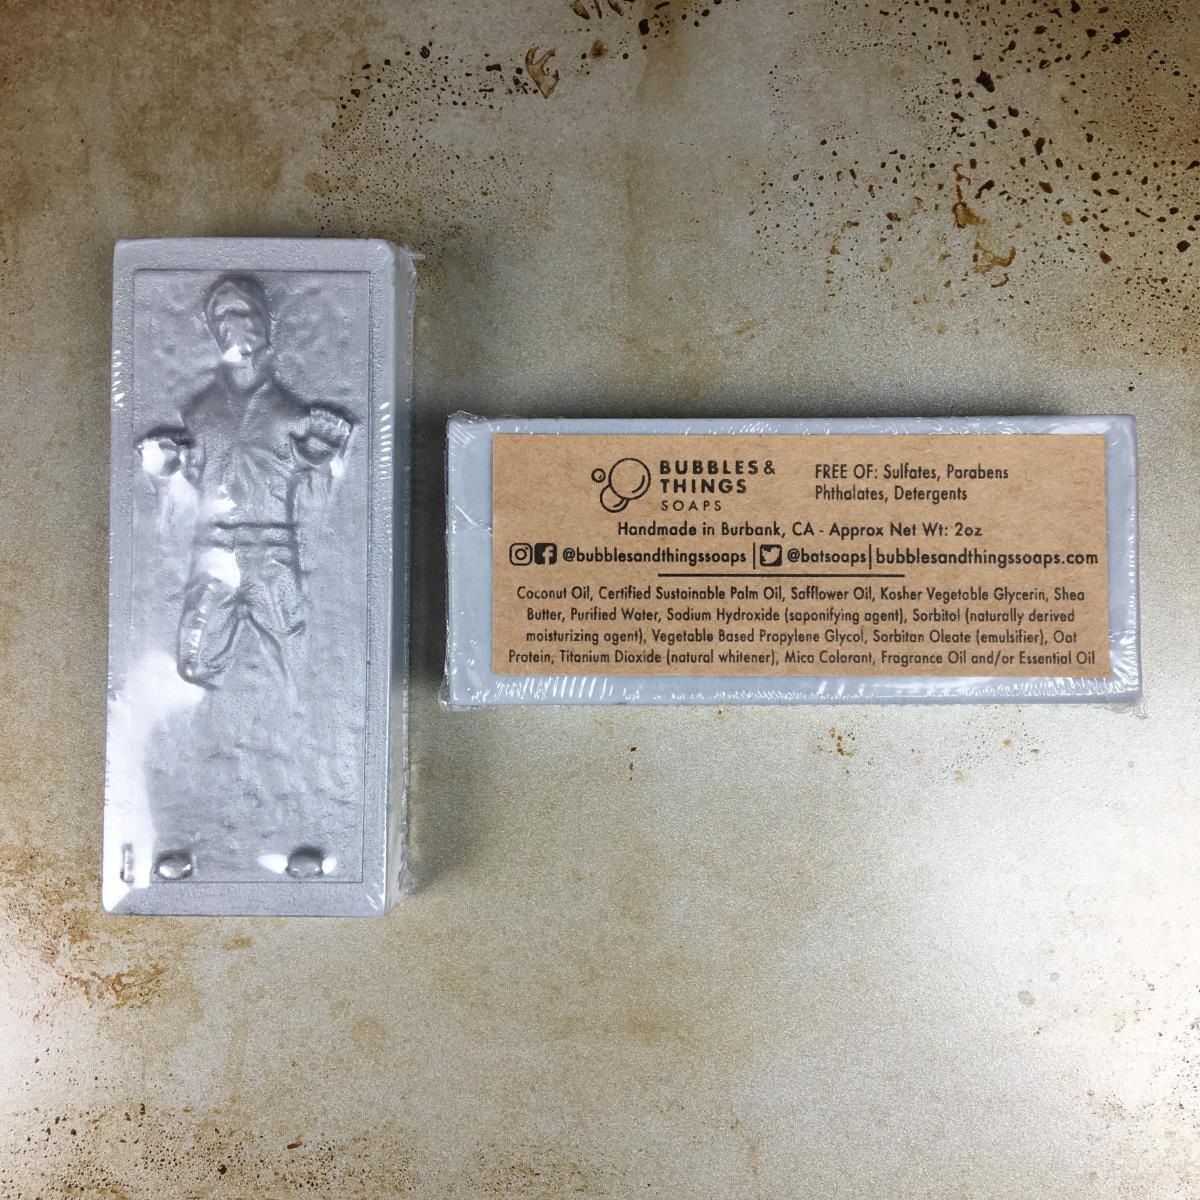 BUBBLES &
THINGS
SOAPS
FREE OF: Sulfates, Parabens
Phthalates, Detergents
Handmade in Burbank, CA - Approx Net Wt: 2oz
@bubblesandthingssoaps | @batsoaps | bubblesandthingssoaps.com
Coconut Oil, Certified Sustainable Palm Oil, Safflower Oil, Kosher Vegetable Glycerin, Shea
Butter, Purified Water, Sodium Hydroxide (saponifying agent), Sorbitol (naturally derived
moisturizing agent), Vegetable Based Propylene Glycol, Sorbitan Oleate (emulsifier), Oat
Protein, Titanium Dioxide (natural whitener), Mica Colorant, Fragrance Oil and/or Essential Oil